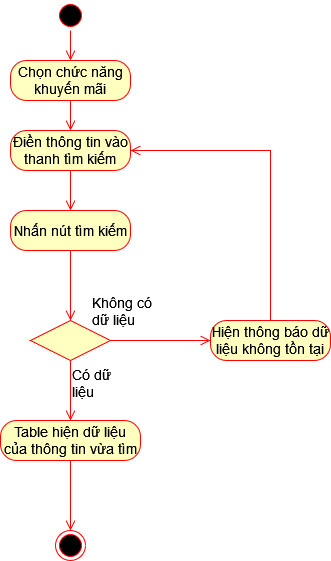 Chọn chức năng
khuyến mãi
Điền thông tin vào
thanh tìm kiếm
Nhấn nút tìm kiếm
Không có
dữ liệu
Hiện thông báo dữ
liệu không tồn tại
Có dữ
liệu
Table hiện dữ liệu
của thông tin vừa tìm